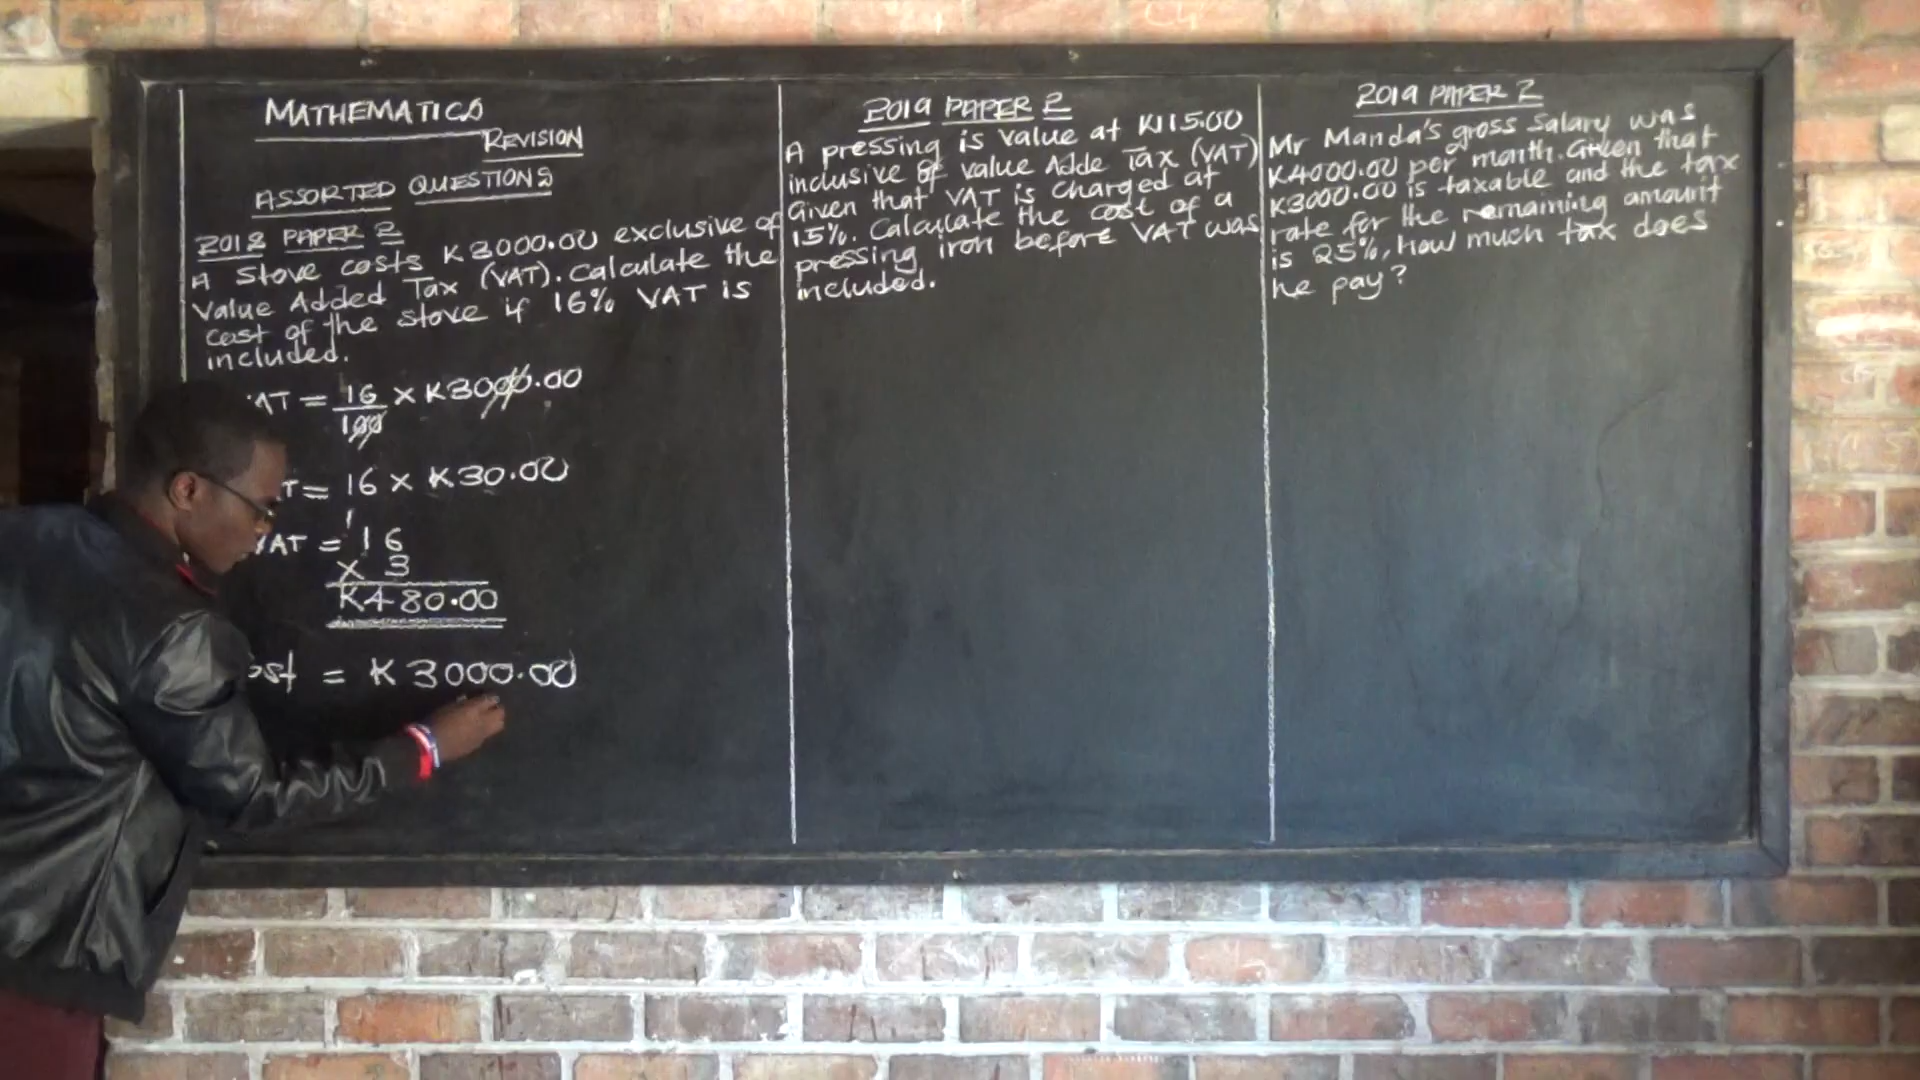 MATHEMATICS
REVISION
ASSORTED QUESTIONS
2018 PAPER 2
A stove costs K3000.00 exclusive of
Value Added Tax (VAT). Calculate the
cost of the stove if 16% VAT is
included.
AT = 16/100 × K3000.00
T = 16 × K30.00
VAT = 16
× 3
K480.00
ost = K3000.00
2019 PAPER 2
A pressing is value at K115.00
inclusive of value Adde Tax (VAT)
Given that VAT is charged at
15%. Calculate the cost of a
pressing iron before VAT was
included.
2019 PAPER 2
Mr Manda's gross salary was
K4000.00 per month. Given that
K3000.00 is taxable and the tax
rate for the remaining amount
is 25%, how much tax does
he pay?